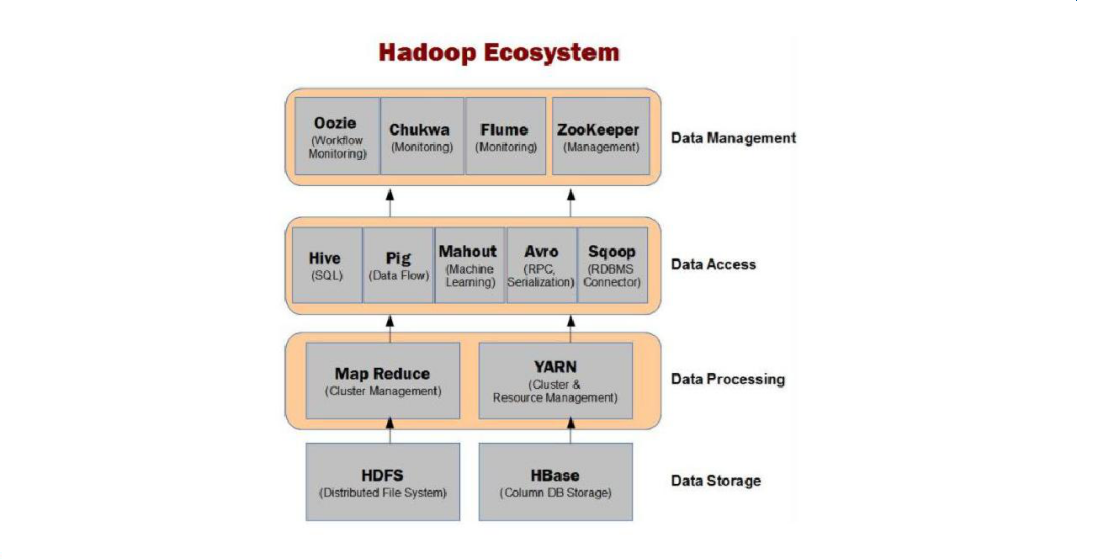 Hadoop Ecosystem
Oozie
(Workflow
Monitoring)
Chukwa
(Monitoring)
Flume
(Monitoring)
ZooKeeper
(Management)
Data Management
Hive
(SQL)
Pig
(Data Flow)
Mahout
(Machine
Learning)
Avro
(RPC,
Serialization)
Sqoop
(RDBMS
Connector)
Data Access
Map Reduce
(Cluster Management)
YARN
(Cluster &
Resource Management)
Data Processing
HDFS
(Distributed File System)
HBase
(Column DB Storage)
Data Storage